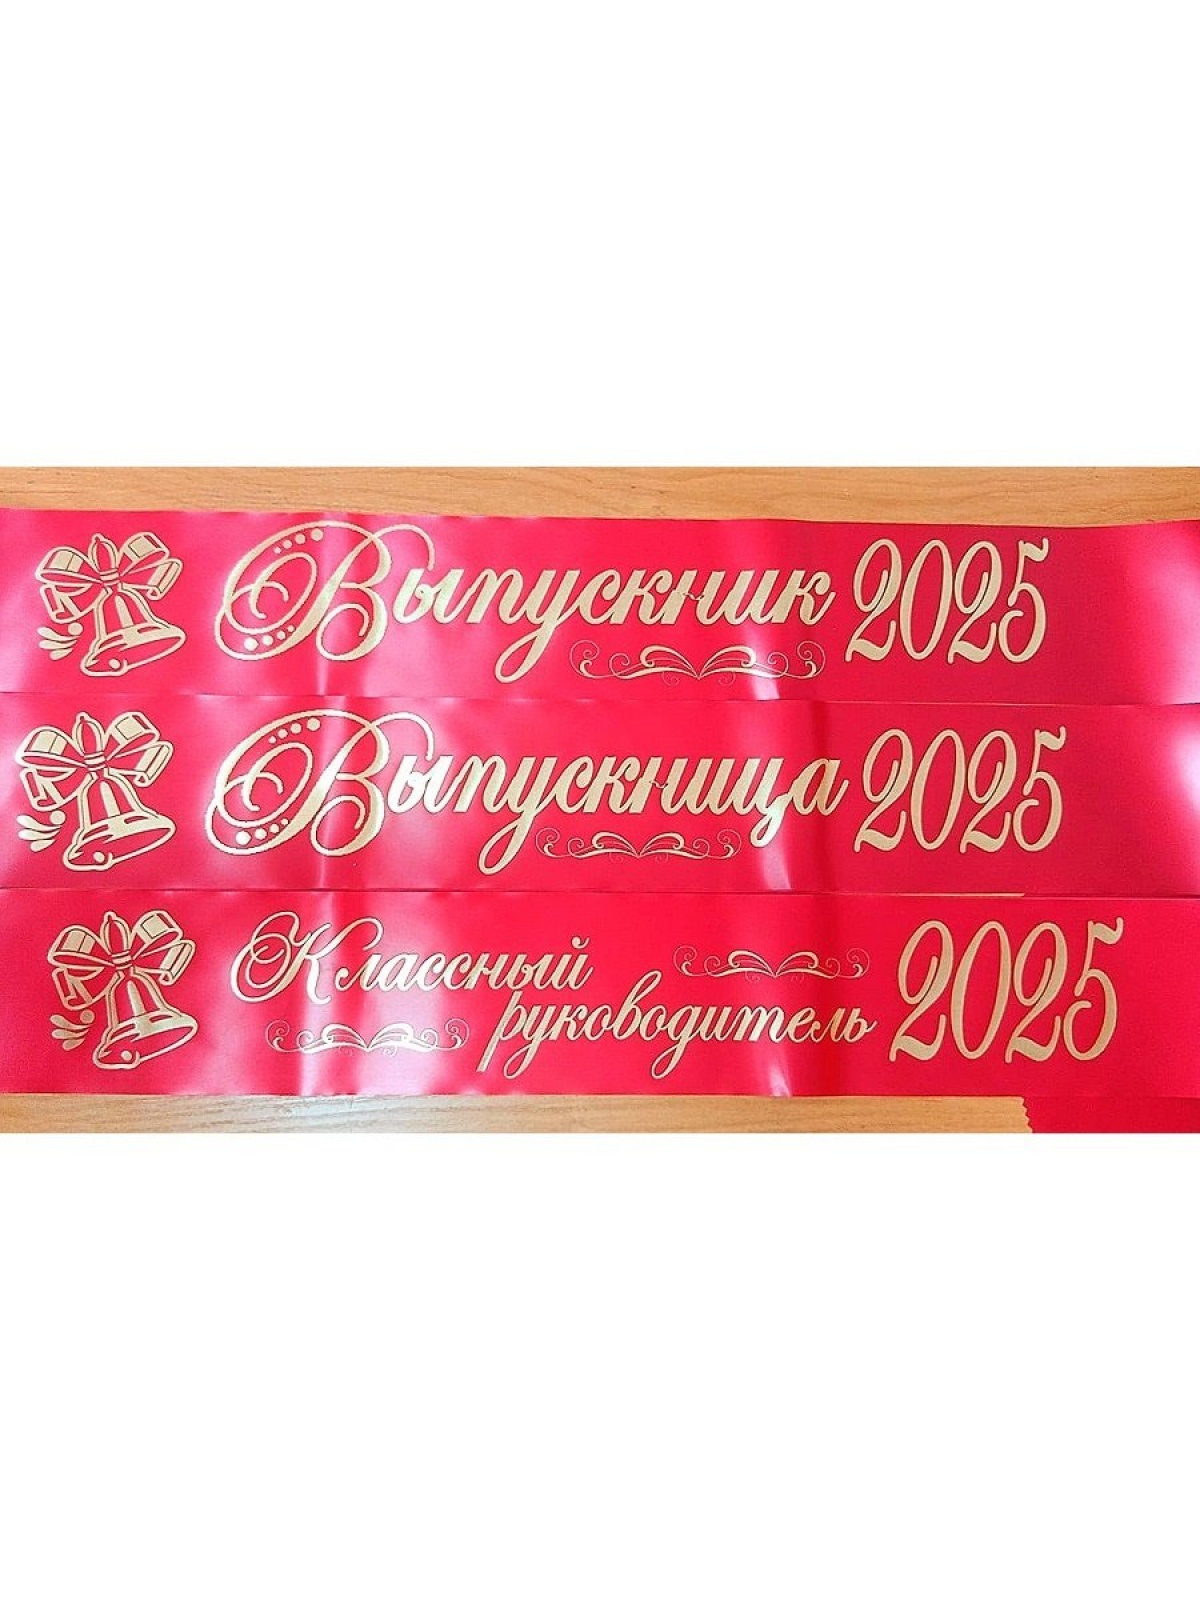 Выпускник 2025
Выпускница 2025
Классный
руководитель 2025